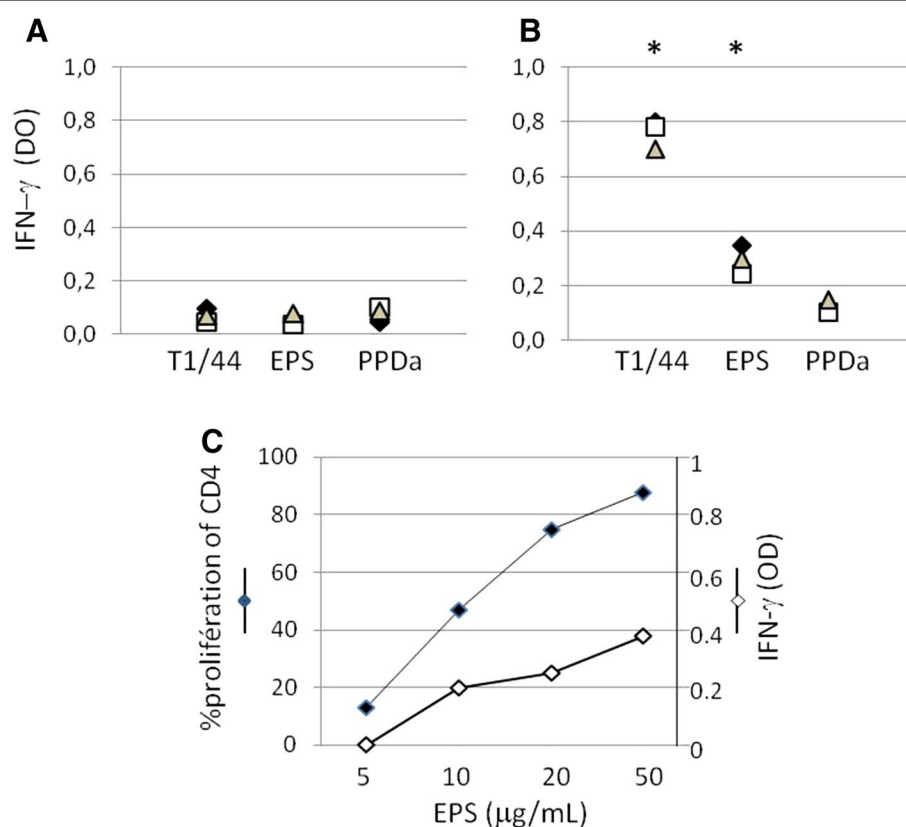 A
IFN–γ (DO)
1,0
0,8
0,6
0,4
0,2
0,0
T1/44 EPS PPDa
B
* *
1,0
0,8
0,6
0,4
0,2
0,0
T1/44 EPS PPDa
C
%prolifération of CD4
100
80
60
40
20
0
1
0.8
0.6
0.4
0.2
0
IFN-γ (OD)
5 10 20 50
EPS (µg/mL)